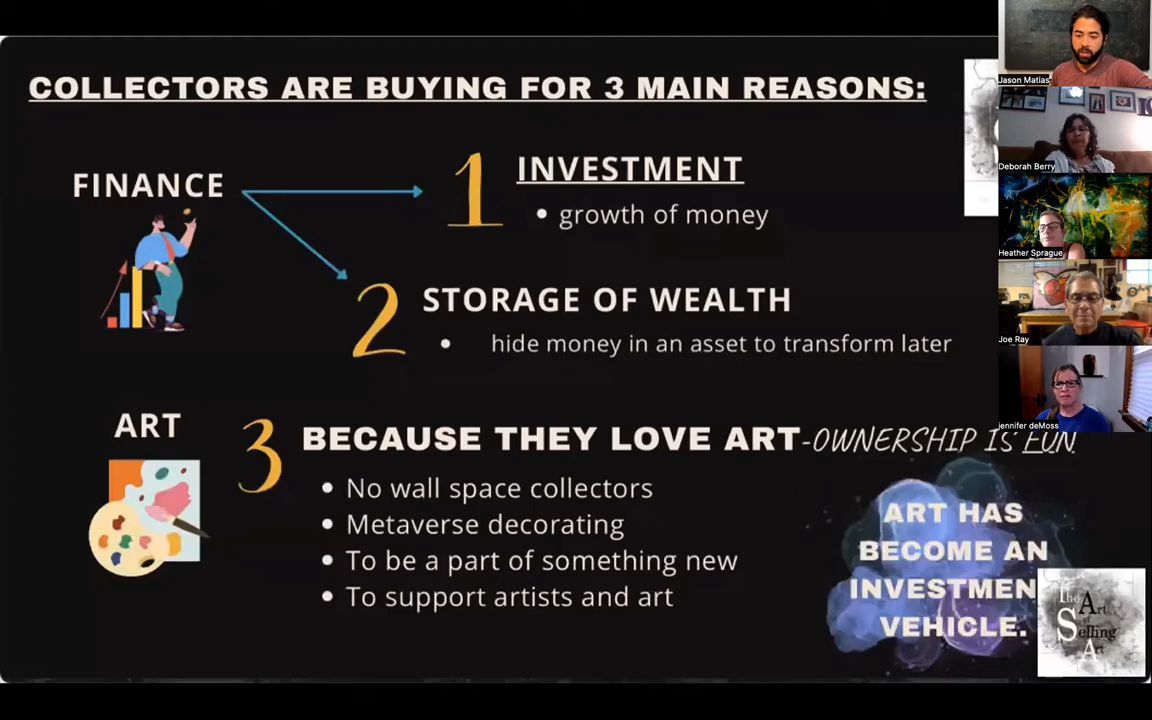 COLLECTORS ARE BUYING FOR 3 MAIN REASONS:
FINANCE
1 INVESTMENT
• growth of money
2 STORAGE OF WEALTH
• hide money in an asset to transform later
ART
3 BECAUSE THEY LOVE ART-OWNERSHIP IS FUN
• No wall space collectors
• Metaverse decorating
• To be a part of something new
• To support artists and art
ART HAS
BECOME AN
INVESTMEN
VEHICLE.
The Art
of
Selling
Art
Jason Matias
Deborah Berry
Heather Sprague
Joe Ray
jennifer deMoss